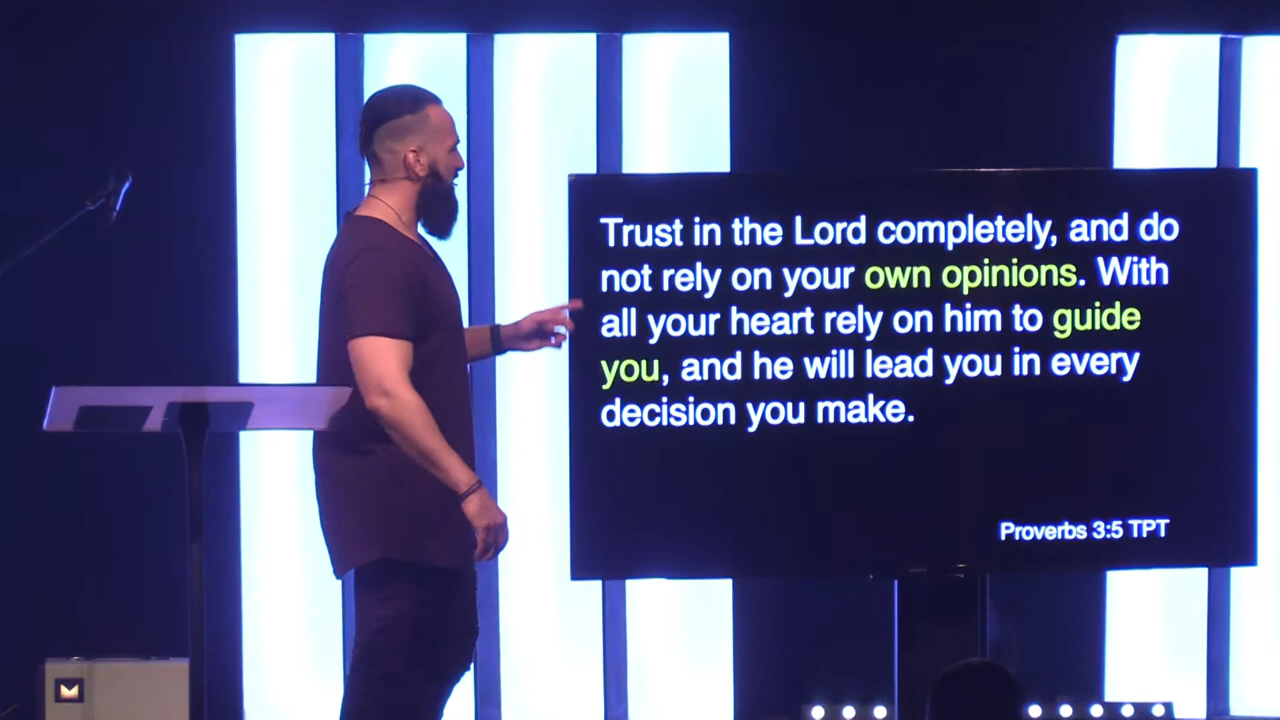 Trust in the Lord completely, and do
not rely on your own opinions. With
all your heart rely on him to guide
you, and he will lead you in every
decision you make.
Proverbs 3:5 TPT